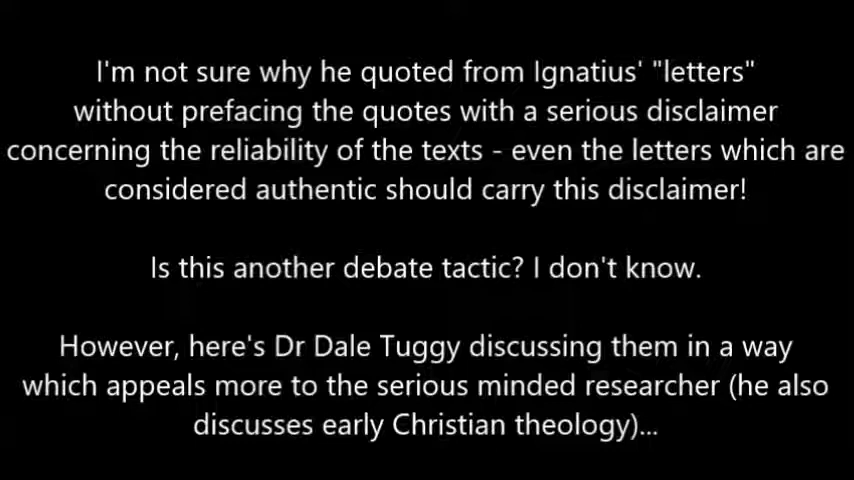 I'm not sure why he quoted from Ignatius' "letters"
without prefacing the quotes with a serious disclaimer
concerning the reliability of the texts - even the letters which are
considered authentic should carry this disclaimer!
Is this another debate tactic? I don't know.
However, here's Dr Dale Tuggy discussing them in a way
which appeals more to the serious minded researcher (he also
discusses early Christian theology)...